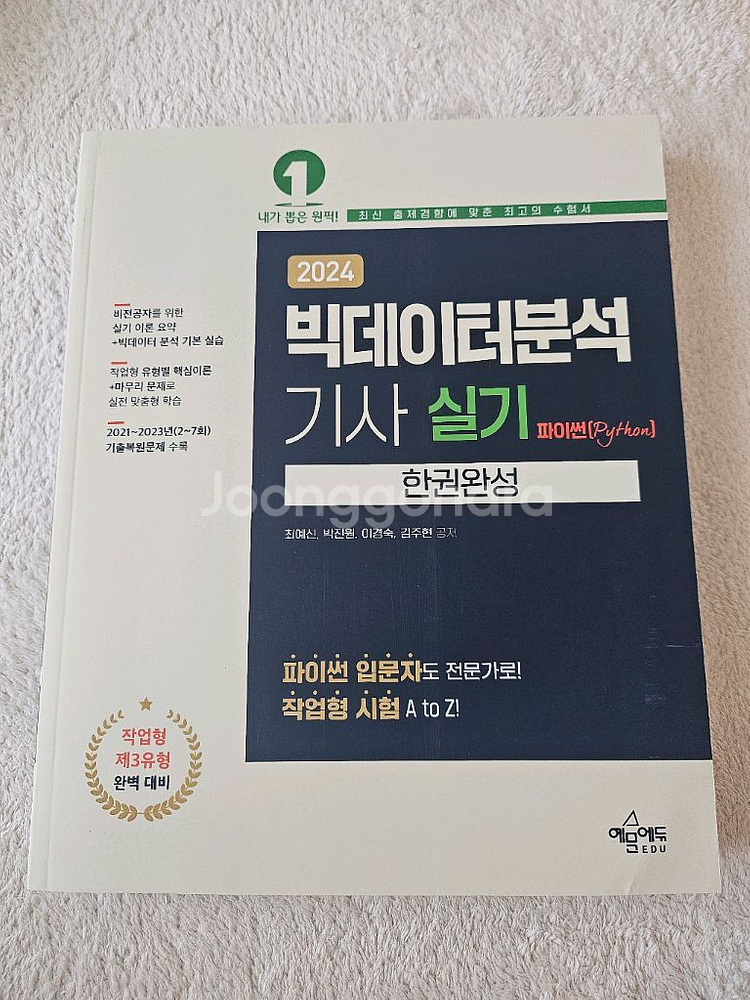 1
내가 뽑은 원픽!
최신 출제경향에 맞춘 최고의 수험서
2024
빅데이터분석
기사 실기 파이썬(Python)
한권완성
최예신, 박진원, 이경숙, 김주현 공저
비전공자를 위한
실기 이론 요약
+빅데이터 분석 기본 실습
작업형 유형별 핵심이론
+마무리 문제로
실전 맞춤형 학습
2021~2023년(2~7회)
기출복원문제 수록
Joonggonara
파이썬 입문자도 전문가로!
작업형 시험 A to Z!
작업형
제3유형
완벽 대비
예문에듀
EDU